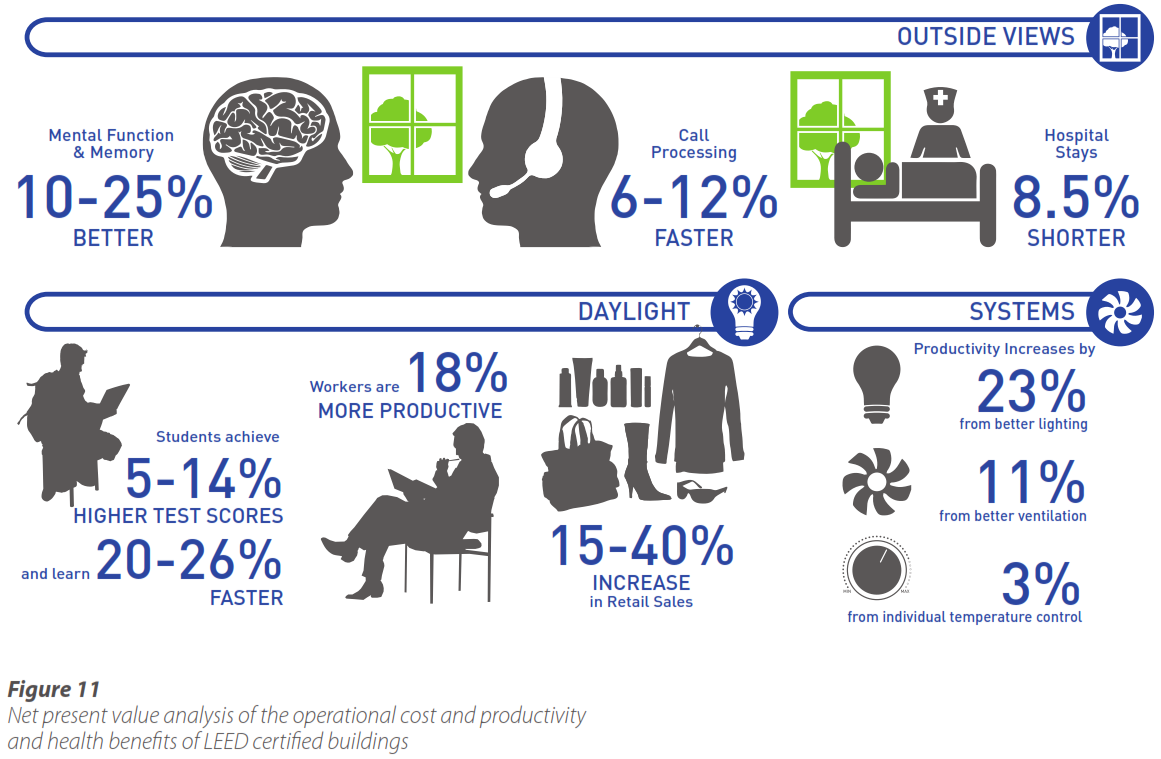 OUTSIDE VIEWS
Mental Function
& Memory
10-25%
BETTER
Call
Processing
6-12%
FASTER
Hospital
Stays
8.5%
SHORTER
DAYLIGHT
Students achieve
5-14%
HIGHER TEST SCORES
and learn 20-26%
FASTER
Workers are 18%
MORE PRODUCTIVE
15-40%
INCREASE
in Retail Sales
SYSTEMS
Productivity Increases by
23%
from better lighting
11%
from better ventilation
MIN MAX
3%
from individual temperature control
Figure 11
Net present value analysis of the operational cost and productivity
and health benefits of LEED certified buildings